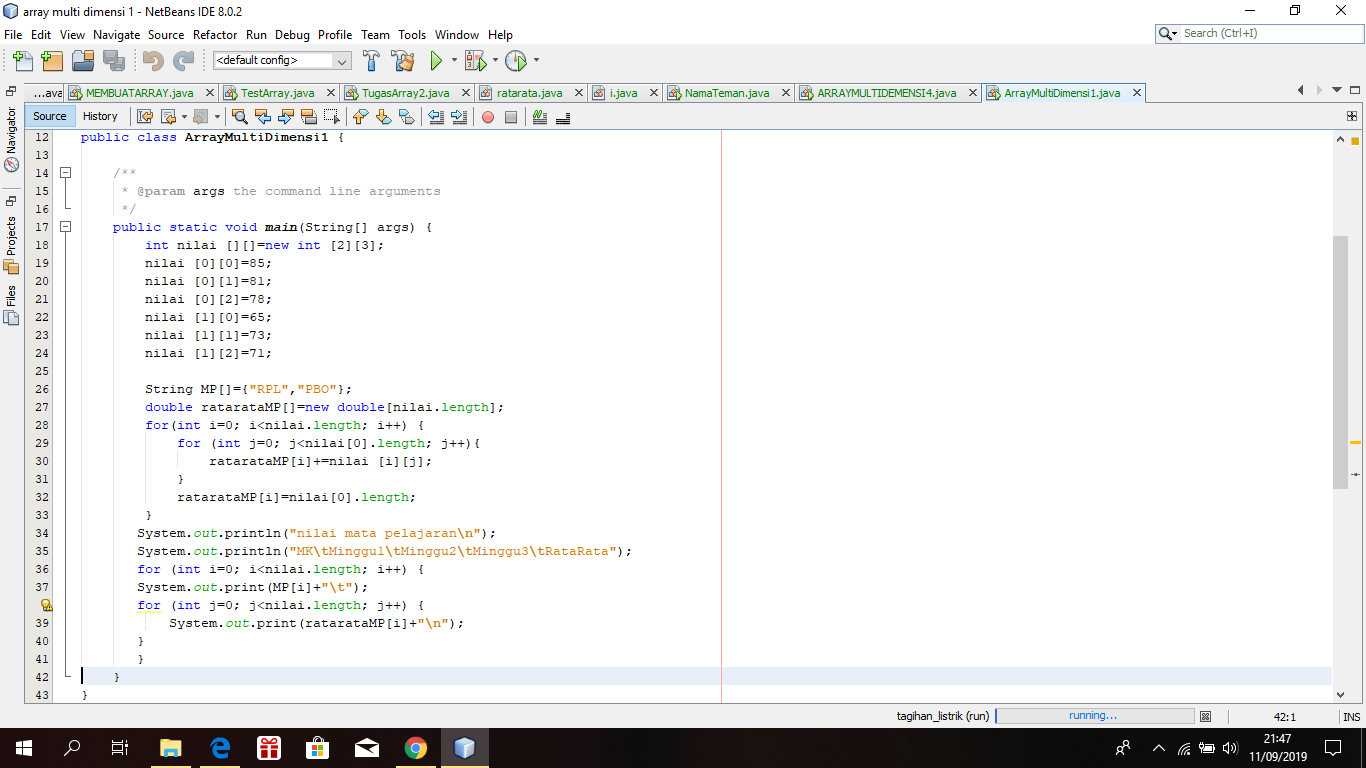 array multi dimensi 1 - NetBeans IDE 8.0.2
File Edit View Navigate Source Refactor Run Debug Profile Team Tools Window Help
Search (Ctrl+I)
<default config>
...ava MEMBUATARRAY.java TestArray.java TugasArray2.java ratarata.java i.java NamaTeman.java ARRAYMULTIDEMENSI4.java ArrayMultiDimensi1.java
Source History
Navigator
Projects
Files
12 public class ArrayMultiDimensi1 {
13
14 /**
15 * @param args the command line arguments
16 */
17 public static void main(String[] args) {
18 int nilai [][]=new int [2][3];
19 nilai [0][0]=85;
20 nilai [0][1]=81;
21 nilai [0][2]=78;
22 nilai [1][0]=65;
23 nilai [1][1]=73;
24 nilai [1][2]=71;
25
26 String MP[]={"RPL","PBO"};
27 double ratarataMP[]=new double[nilai.length];
28 for(int i=0; i<nilai.length; i++) {
29 for (int j=0; j<nilai[0].length; j++){
30 ratarataMP[i]+=nilai [i][j];
31 }
32 ratarataMP[i]=nilai[0].length;
33 }
34 System.out.println("nilai mata pelajaran\n");
35 System.out.println("MK\tMinggu1\tMinggu2\tMinggu3\tRataRata");
36 for (int i=0; i<nilai.length; i++) {
37 System.out.print(MP[i]+"\t");
for (int j=0; j<nilai.length; j++) {
39 System.out.print(ratarataMP[i]+"\n");
40 }
41 }
42 }
43 }
tagihan_listrik (run) running... 42:1 INS
21:47
11/09/2019